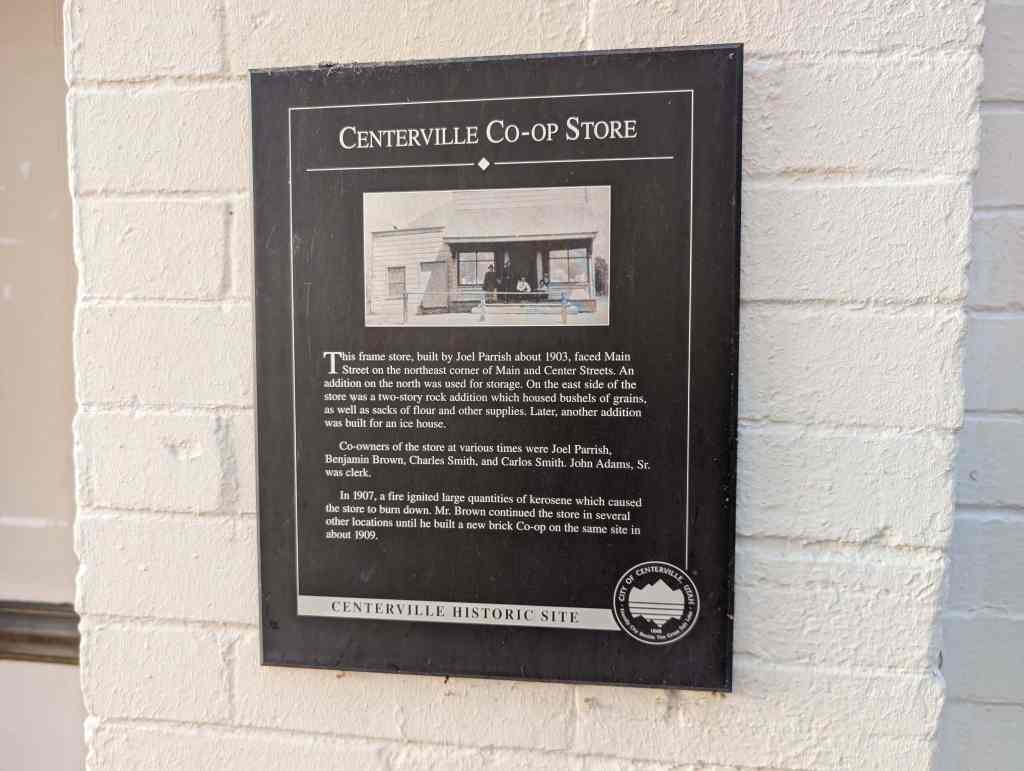 CENTERVILLE CO-OP STORE
This frame store, built by Joel Parrish about 1903, faced Main
Street on the northeast corner of Main and Center Streets. An
addition on the north was used for storage. On the east side of the
store was a two-story rock addition which housed bushels of grains,
as well as sacks of flour and other supplies. Later, another addition
was built for an ice house.
Co-owners of the store at various times were Joel Parrish,
Benjamin Brown, Charles Smith, and Carlos Smith. John Adams, Sr.
was clerk.
In 1907, a fire ignited large quantities of kerosene which caused
the store to burn down. Mr. Brown continued the store in several
other locations until he built a new brick Co-op on the same site in
about 1909.
CENTERVILLE HISTORIC SITE
CITY OF CENTERVILLE, UTAH
City Beside The Great Salt Lake